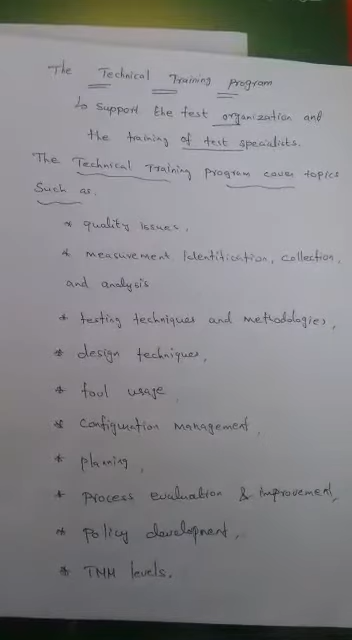 The Technical Training program
to support the test organization and
the training of test specialists.
The Technical Training program cover topics
Such as.
* quality issues,
* measurement identification, collection,
and analysis
* testing techniques and methodologies,
* design techniques,
* tool usage,
* Configuration management,
* planning,
* process evaluation & improvement,
* policy development,
* TMM levels.